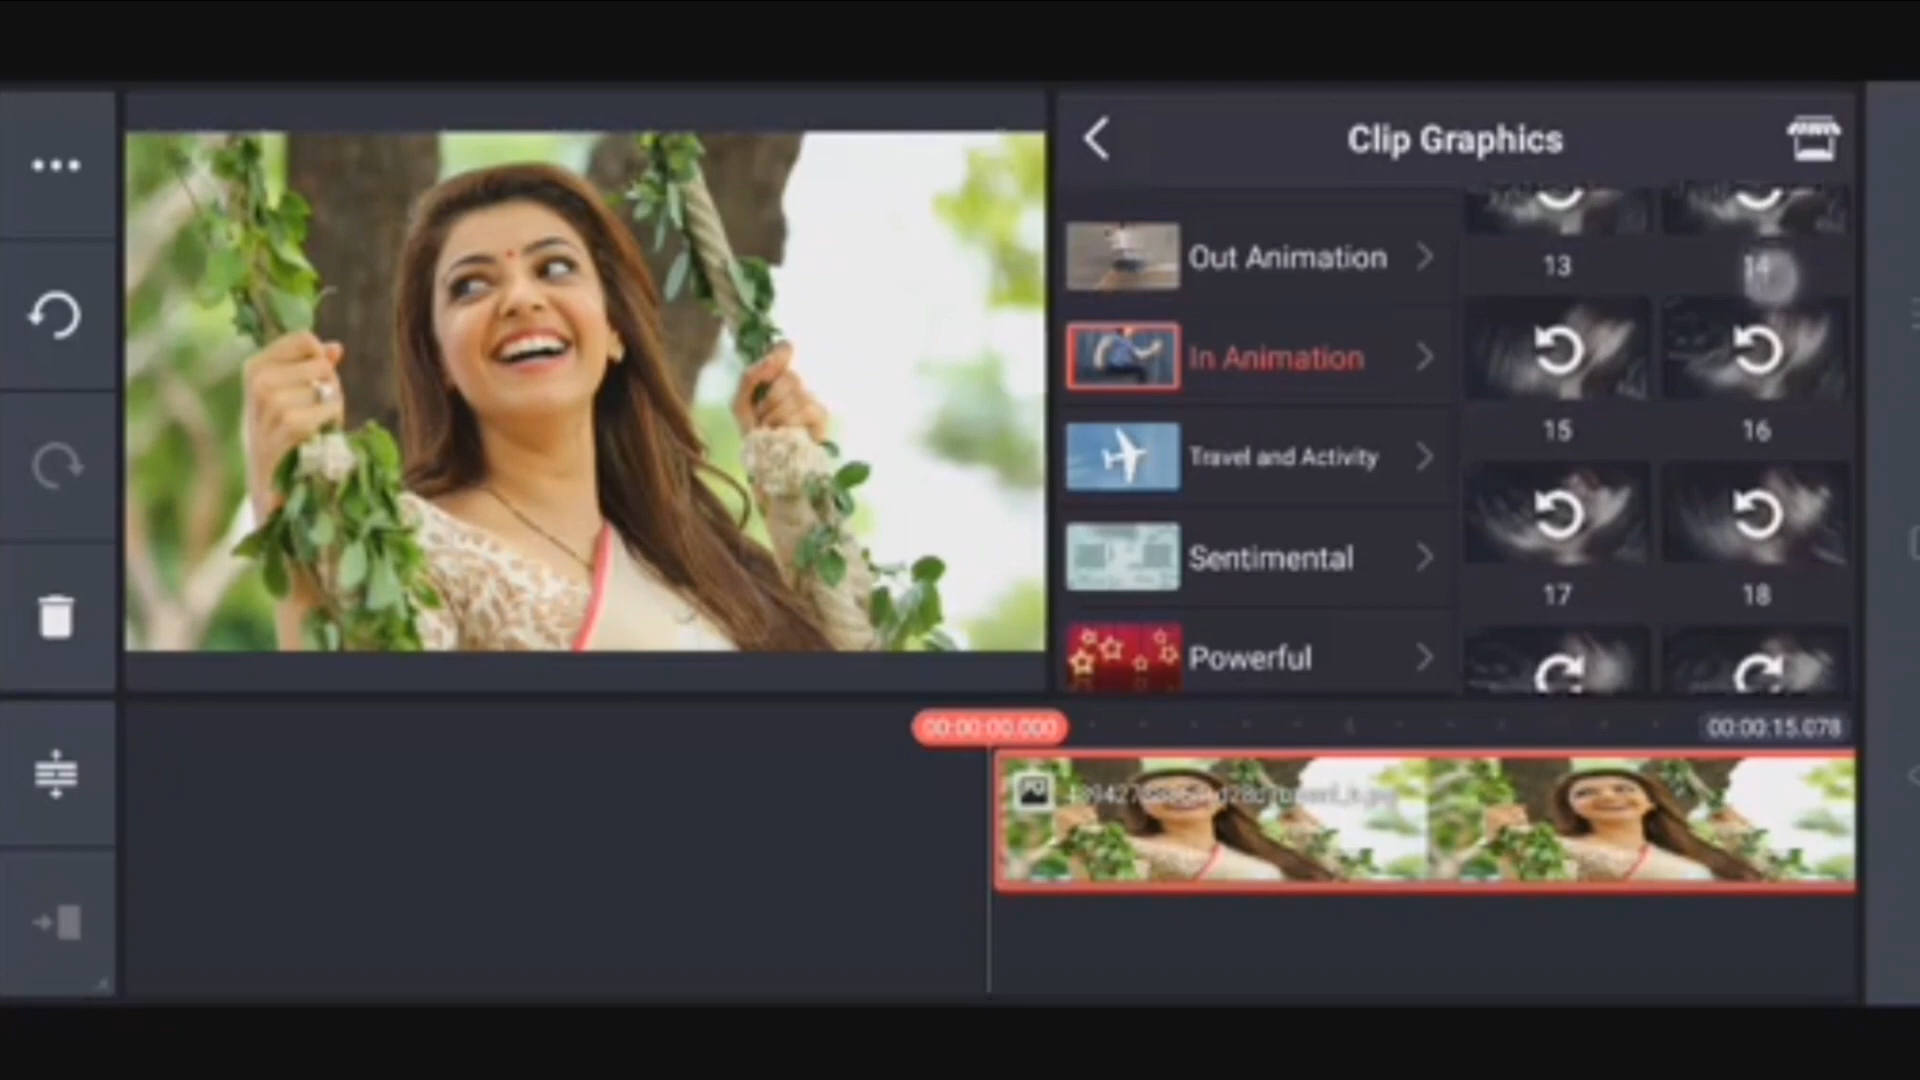 Clip Graphics
Out Animation
In Animation
Travel and Activity
Sentimental
Powerful
13
14
15
16
17
18
00:00:00.000
00:00:15.078